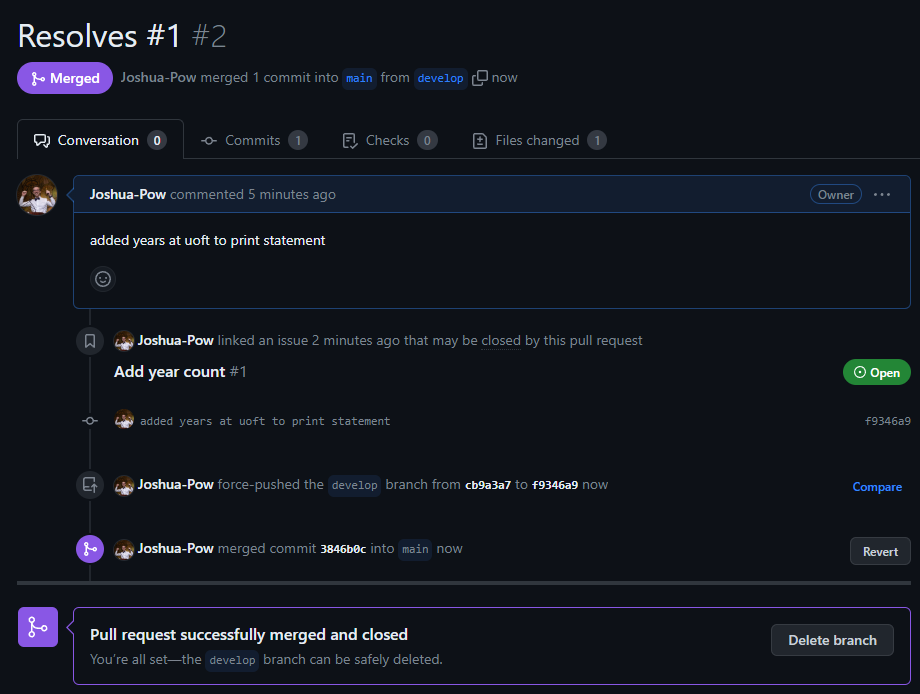 Resolves #1 #2
Merged Joshua-Pow merged 1 commit into main from develop now
Conversation 0 Commits 1 Checks 0 Files changed 1
Joshua-Pow commented 5 minutes ago Owner ...
added years at uoft to print statement
Joshua-Pow linked an issue 2 minutes ago that may be closed by this pull request
Add year count #1 Open
added years at uoft to print statement f9346a9
Joshua-Pow force-pushed the develop branch from cb9a3a7 to f9346a9 now Compare
Joshua-Pow merged commit 3846b0c into main now Revert
Pull request successfully merged and closed
You're all set—the develop branch can be safely deleted. Delete branch